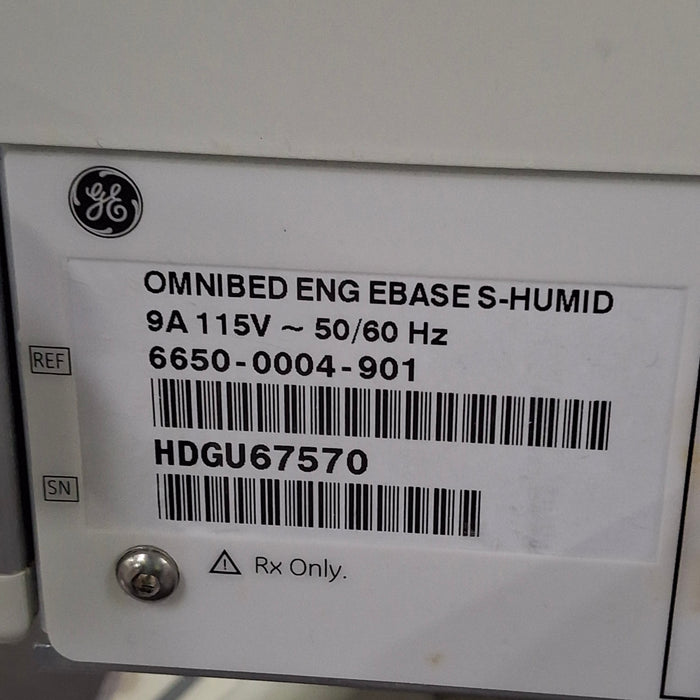 GE
OMNIBED ENG EBASE S-HUMID
9A 115V ~ 50/60 Hz
REF 6650-0004-901
HDGU67570
SN
⚠ Rx Only.